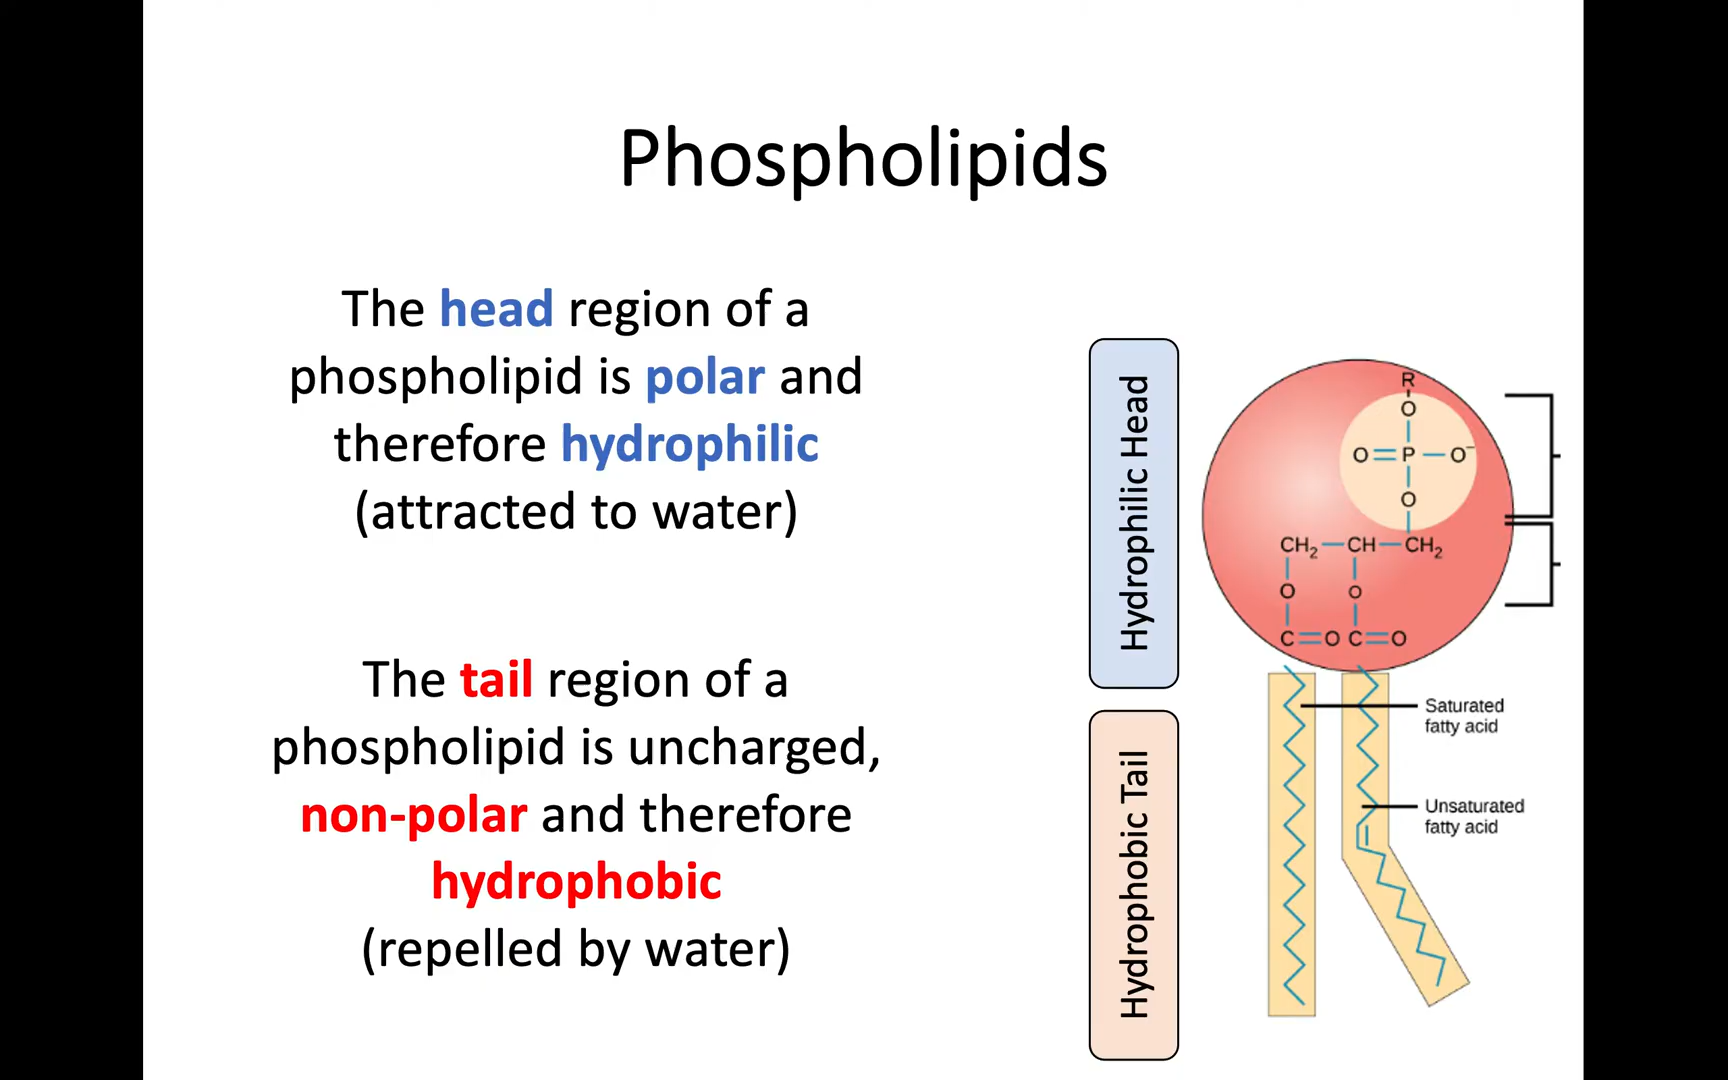 Phospholipids
The head region of a
phospholipid is polar and
therefore hydrophilic
(attracted to water)
The tail region of a
phospholipid is uncharged,
non-polar and therefore
hydrophobic
(repelled by water)
Hydrophilic Head
Hydrophobic Tail
R
O
O=P—O⁻
O
CH₂—CH—CH₂
O O
C=O C=O
Saturated
fatty acid
Unsaturated
fatty acid